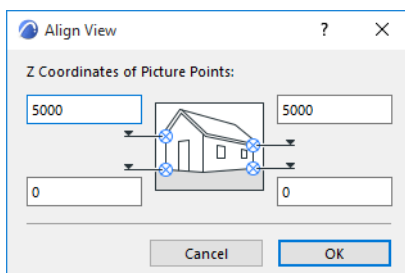 Align View
?
Z Coordinates of Picture Points:
5000
5000
0
0
Cancel
OK